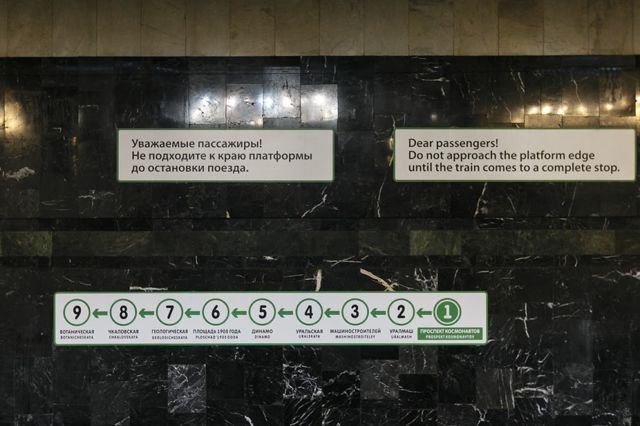 Уважаемые пассажиры!
Не подходите к краю платформы
до остановки поезда.
Dear passengers!
Do not approach the platform edge
until the train comes to a complete stop.
9 8 7 6 5 4 3 2 1
БОТАНИЧЕСКАЯ ЧКАЛОВСКАЯ ГЕОЛОГИЧЕСКАЯ ПЛОЩАДЬ 1905 ГОДА ДИНАМО УРАЛЬСКАЯ МАШИНОСТРОИТЕЛЕЙ УРАЛМАШ ПРОСПЕКТ КОСМОНАВТОВ
BOTANICHESKAYA CHKALOVSKAYA GEOLOGICHESKAYA PLOSCHAD 1905 GODA DINAMO URALSKAYA MASHINOSTROITELEY URALMASH PROSPEKT KOSMONAVTOV